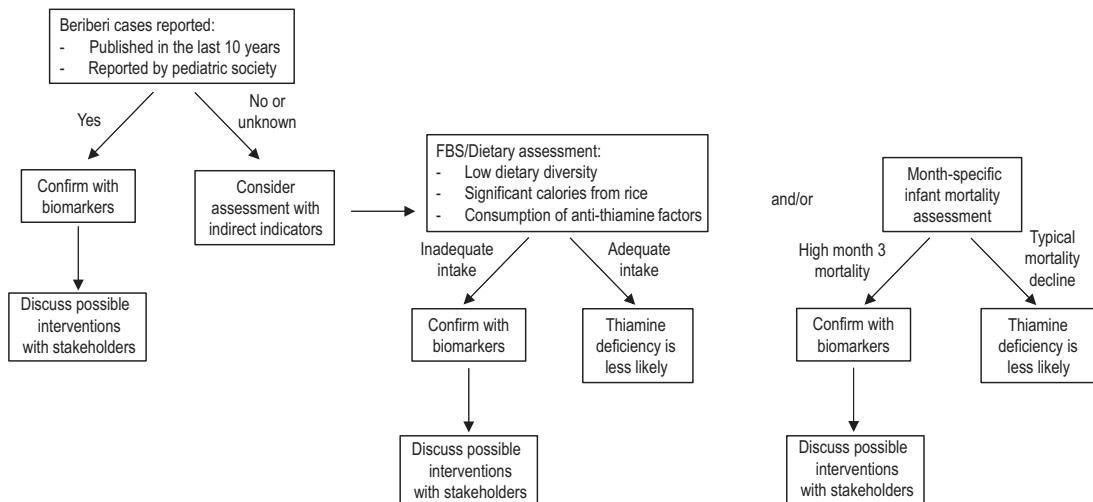 Beriberi cases reported:
- Published in the last 10 years
- Reported by pediatric society
Yes
No or
unknown
Confirm with
biomarkers
Consider
assessment with
indirect indicators
Discuss possible
interventions
with stakeholders
FBS/Dietary assessment:
- Low dietary diversity
- Significant calories from rice
- Consumption of anti-thiamine factors
Inadequate
intake
Adequate
intake
Confirm with
biomarkers
Thiamine
deficiency is
less likely
Discuss possible
interventions
with stakeholders
and/or
Month-specific
infant mortality
assessment
High month 3
mortality
Typical
mortality
decline
Confirm with
biomarkers
Thiamine
deficiency is
less likely
Discuss possible
interventions
with stakeholders